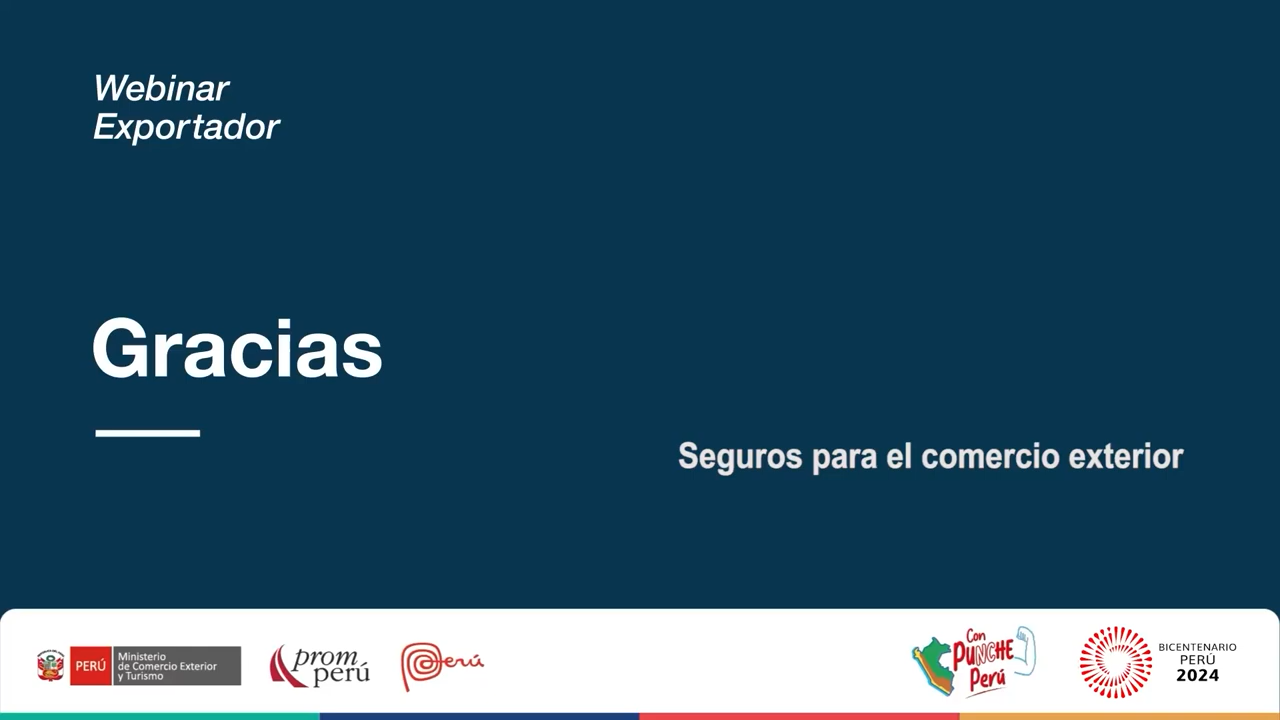 Webinar
Exportador
Gracias
Seguros para el comercio exterior
PERÚ
Ministerio
de Comercio Exterior
y Turismo
prom
perú
Perú
Con
PUNCHE
Perú
BICENTENARIO
PERÚ
2024